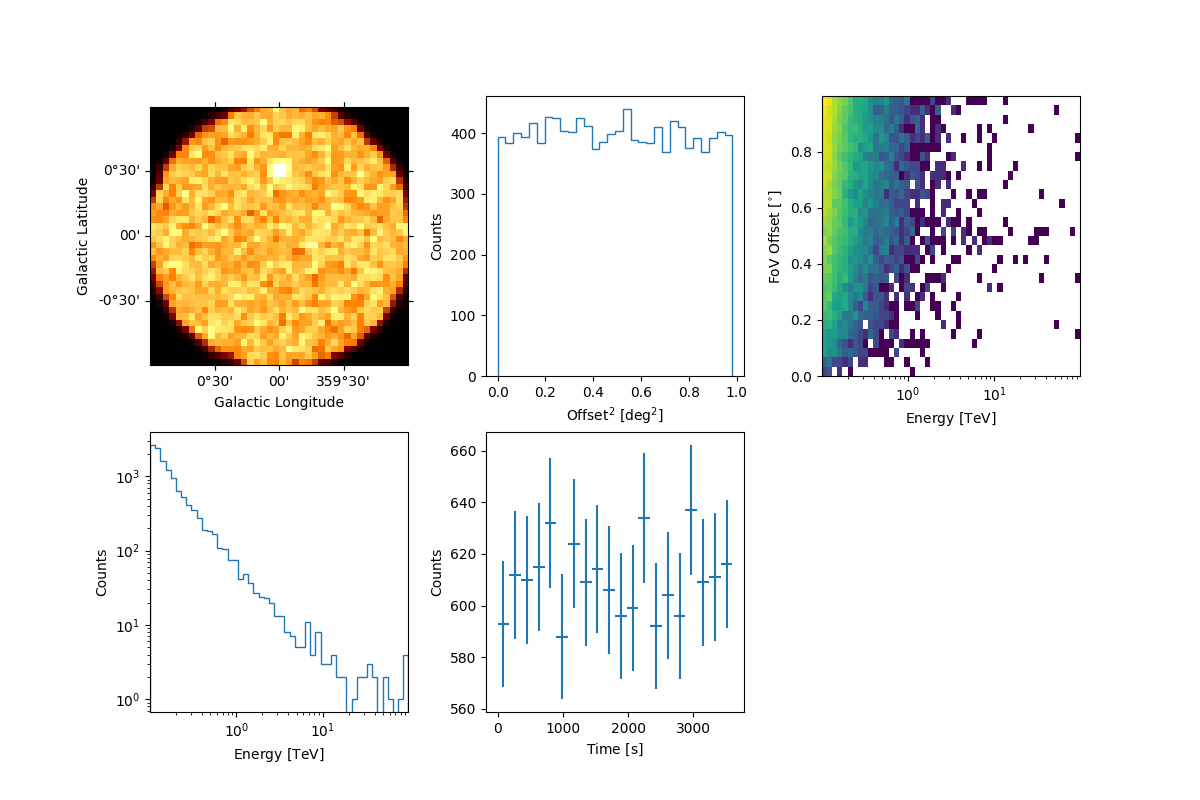 0°30'
00'
-0°30'
Galactic Latitude
0°30' 00' 359°30'
Galactic Longitude
400
300
200
100
0
Counts
0.0 0.2 0.4 0.6 0.8 1.0
Offset² [deg²]
0.8
0.6
0.4
0.2
0.0
FoV Offset [°]
10⁰ 10¹
Energy [TeV]
10³
10²
10¹
10⁰
Counts
10⁰ 10¹
Energy [TeV]
660
640
620
600
580
560
Counts
0 1000 2000 3000
Time [s]